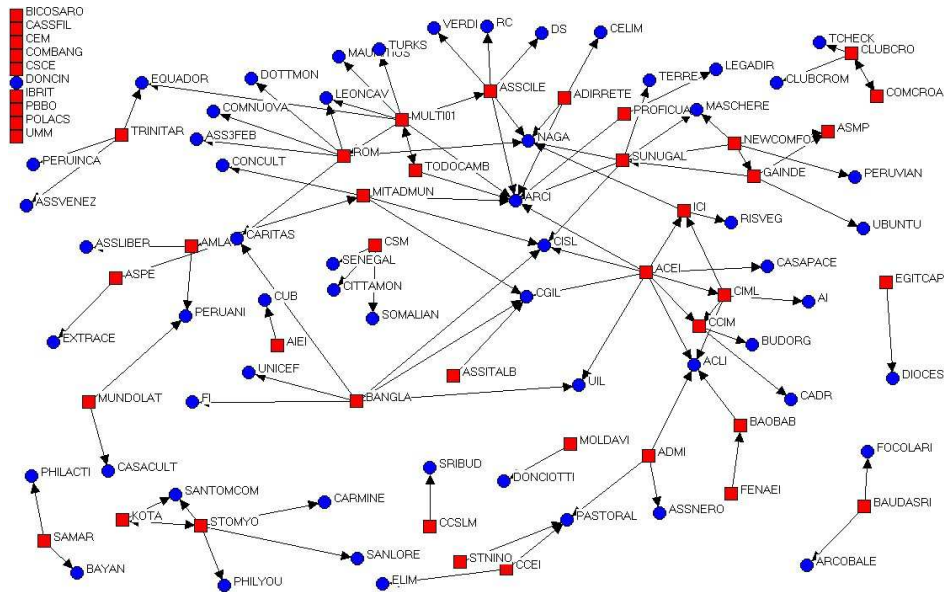 BICOSARO
CASSFIL
CEM
COMBANG
CSCE
DONCIN
IBRIT
PBBO
POLACS
UMM
VERDI
RC
DS
CELIM
TCHECK
CLUBCRO
TURKS
EQUADOR
DOTTMON
TERRE
LEGADIR
CLUBCROM
COMCROA
LEONCAV
ASSCILE
ADIRRETE
COMNUOVA
MULTI01
PROFICUA
MASCHERE
TRINITAR
ASS3FEB
NAGA
NEWCOMFO
ASMP
PERUINCA
CONCULT
ROM
TODOCAMB
SUNUGAL
GAINDE
PERUVIAN
ASSVENEZ
MITADMUN
ARCI
ICI
RISVEG
UBUNTU
ASSLIBER
AMLA
CARITAS
CSM
CISL
ASPE
SENEGAL
ACEI
CASAPACE
CITTAMON
CGIL
CIML
AI
EGITCAP
CUB
PERUANI
SOMALIAN
CCIM
EXTRACE
AIEI
BUDORG
UNICEF
ASSITALB
ACLI
UIL
DIOCES
MUNDOLAT
FI
BANGLA
CADR
BAOBAB
MOLDAVI
PHILACTI
CASACULT
SRIBUD
DONCIOTTI
ADMI
FOCOLARI
SANTOMCOM
CARMINE
FENAEI
KOTA
STOMYO
CCSLM
PASTORAL
ASSNERO
BAUDASRI
SAMAR
SANLORE
STNINO
CCEI
ARCOBALE
BAYAN
PHILYOU
ELIM